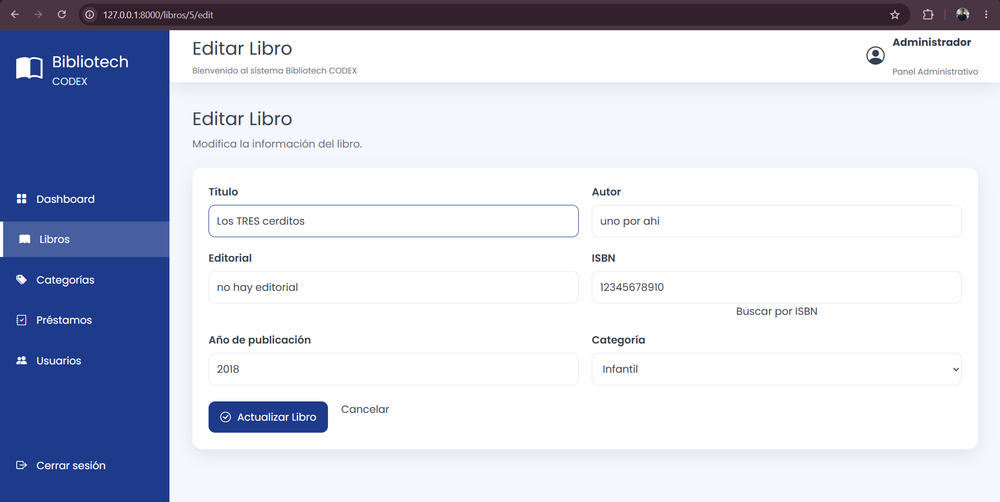 127.0.0.1:8000/libros/5/edit
Bibliotech
CODEX
Dashboard
Libros
Categorías
Préstamos
Usuarios
Cerrar sesión
Editar Libro
Bienvenido al sistema Bibliotech CODEX
Administrador
Panel Administrativo
Editar Libro
Modifica la información del libro.
Título
Los TRES cerditos
Autor
uno por ahi
Editorial
no hay editorial
ISBN
12345678910
Buscar por ISBN
Año de publicación
2018
Categoría
Infantil
Actualizar Libro
Cancelar